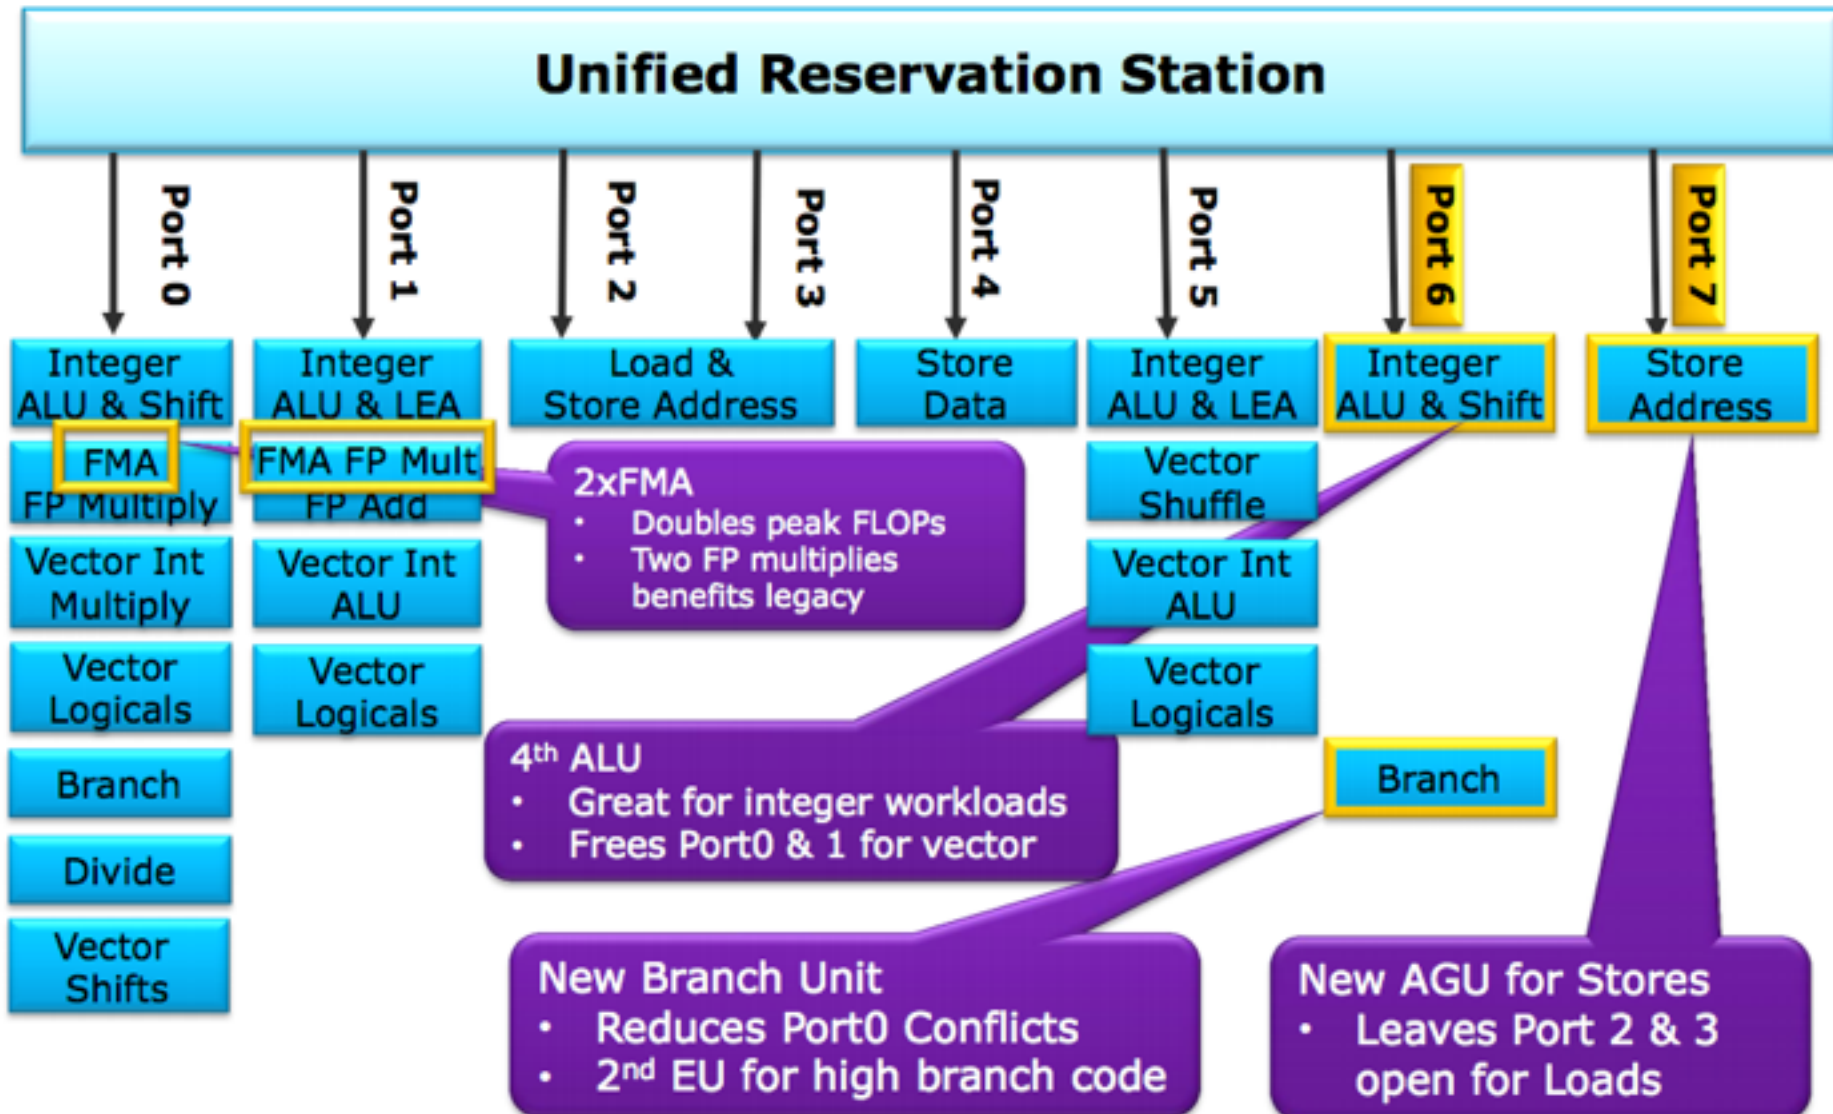 Unified Reservation Station
Port 0
Port 1
Port 2
Port 3
Port 4
Port 5
Port 6
Port 7
Integer
ALU & Shift
FMA
FP Multiply
Vector Int
Multiply
Vector
Logicals
Branch
Divide
Vector
Shifts
Integer
ALU & LEA
FMA FP Mult
FP Add
Vector Int
ALU
Vector
Logicals
Load &
Store Address
Store
Data
Integer
ALU & LEA
Vector
Shuffle
Vector Int
ALU
Vector
Logicals
Integer
ALU & Shift
Branch
Store
Address
2xFMA
• Doubles peak FLOPs
• Two FP multiplies
benefits legacy
4th ALU
• Great for integer workloads
• Frees Port0 & 1 for vector
New Branch Unit
• Reduces Port0 Conflicts
• 2nd EU for high branch code
New AGU for Stores
• Leaves Port 2 & 3
open for Loads